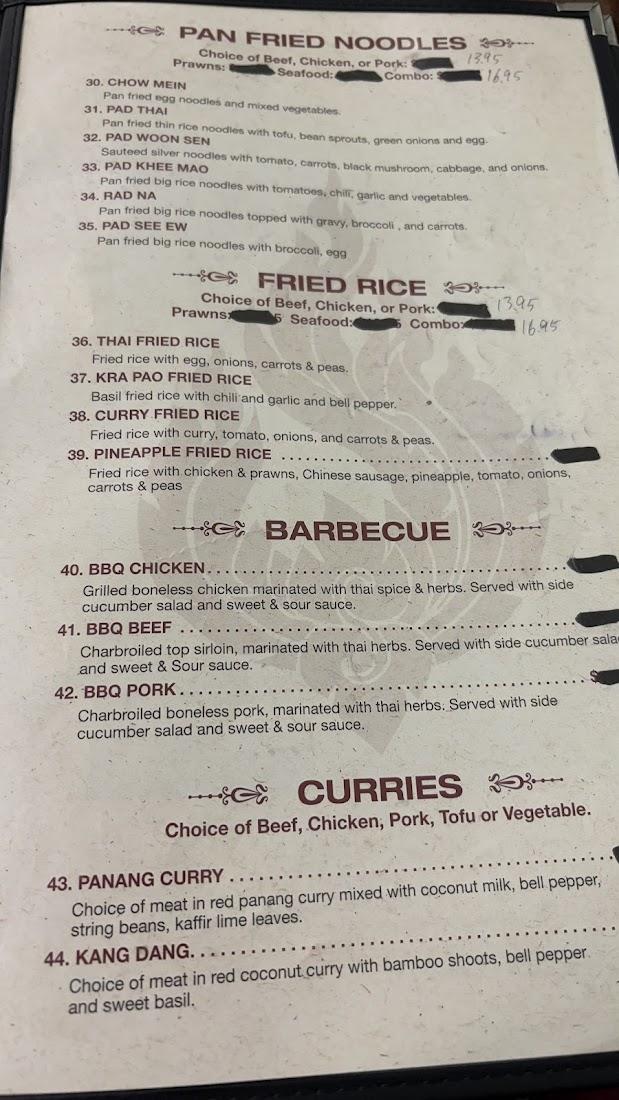 PAN FRIED NOODLES
Choice of Beef, Chicken, or Pork: 13.95
Prawns: Seafood: Combo: $ 16.95
30. CHOW MEIN
Pan fried egg noodles and mixed vegetables.
31. PAD THAI
Pan fried thin rice noodles with tofu, bean sprouts, green onions and egg.
32. PAD WOON SEN
Sauteed silver noodles with tomato, carrots, black mushroom, cabbage, and onions.
33. PAD KHEE MAO
Pan fried big rice noodles with tomatoes, chili, garlic and vegetables.
34. RAD NA
Pan fried big rice noodles topped with gravy, broccoli , and carrots.
35. PAD SEE EW
Pan fried big rice noodles with broccoli, egg
FRIED RICE
Choice of Beef, Chicken, or Pork: 13.95
Prawns: 5 Seafood: 5 Combo: 16.95
36. THAI FRIED RICE
Fried rice with egg, onions, carrots & peas.
37. KRA PAO FRIED RICE
Basil fried rice with chili and garlic and bell pepper.
38. CURRY FRIED RICE
Fried rice with curry, tomato, onions, and carrots & peas.
39. PINEAPPLE FRIED RICE
Fried rice with chicken & prawns, Chinese sausage, pineapple, tomato, onions,
carrots & peas
BARBECUE
40. BBQ CHICKEN
Grilled boneless chicken marinated with thai spice & herbs. Served with side
cucumber salad and sweet & sour sauce.
41. BBQ BEEF
Charbroiled top sirloin, marinated with thai herbs. Served with side cucumber sala
and sweet & Sour sauce.
42. BBQ PORK $
Charbroiled boneless pork, marinated with thai herbs. Served with side
cucumber salad and sweet & sour sauce.
CURRIES
Choice of Beef, Chicken, Pork, Tofu or Vegetable.
43. PANANG CURRY
Choice of meat in red panang curry mixed with coconut milk, bell pepper,
string beans, kaffir lime leaves.
44. KANG DANG
Choice of meat in red coconut curry with bamboo shoots, bell pepper
and sweet basil.